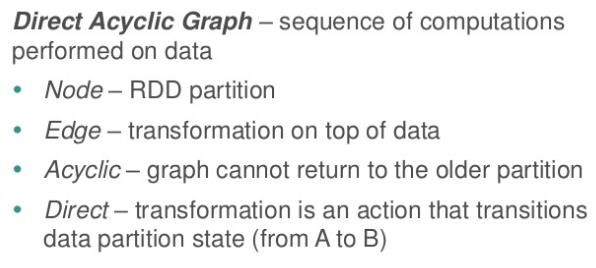 Direct Acyclic Graph – sequence of computations
performed on data
• Node – RDD partition
• Edge – transformation on top of data
• Acyclic – graph cannot return to the older partition
• Direct – transformation is an action that transitions
data partition state (from A to B)